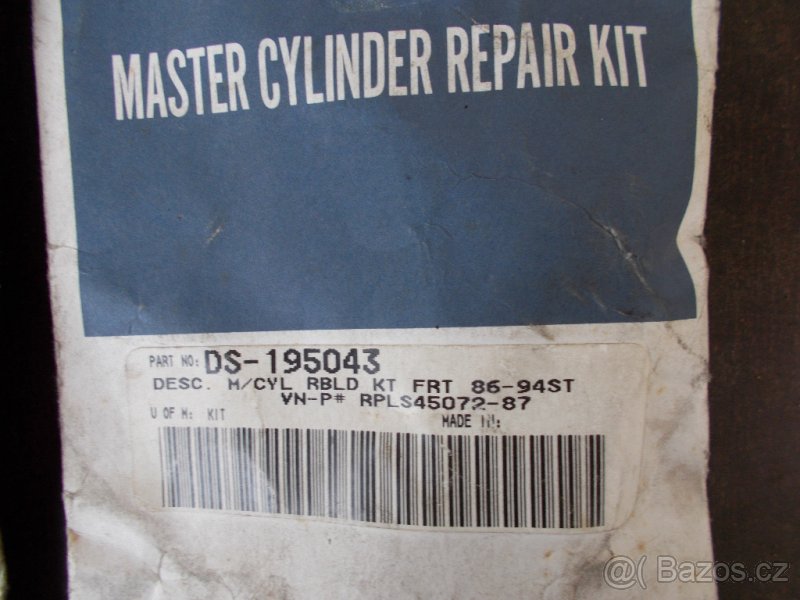 MASTER CYLINDER REPAIR KIT
PART NO: DS-195043
DESC. M/CYL RBLD KT FRT 86-94ST
VN-P# RPLS45072-87
U OF M: KIT MADE IN:
@ Bazos.cz